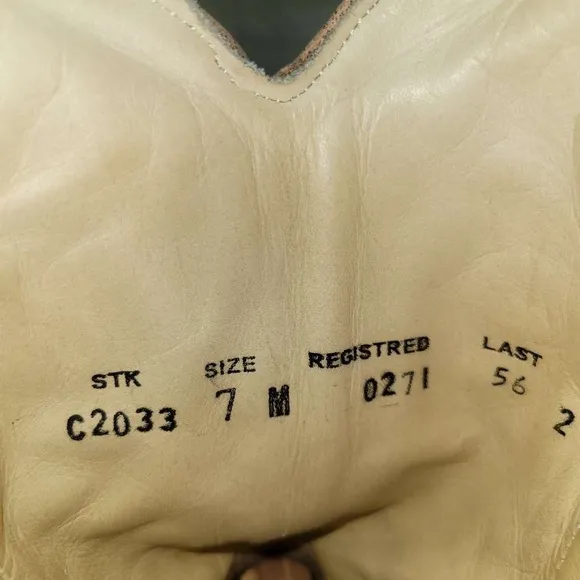 STK SIZE REGISTRED LAST
C2033 7 M 0271 56 2